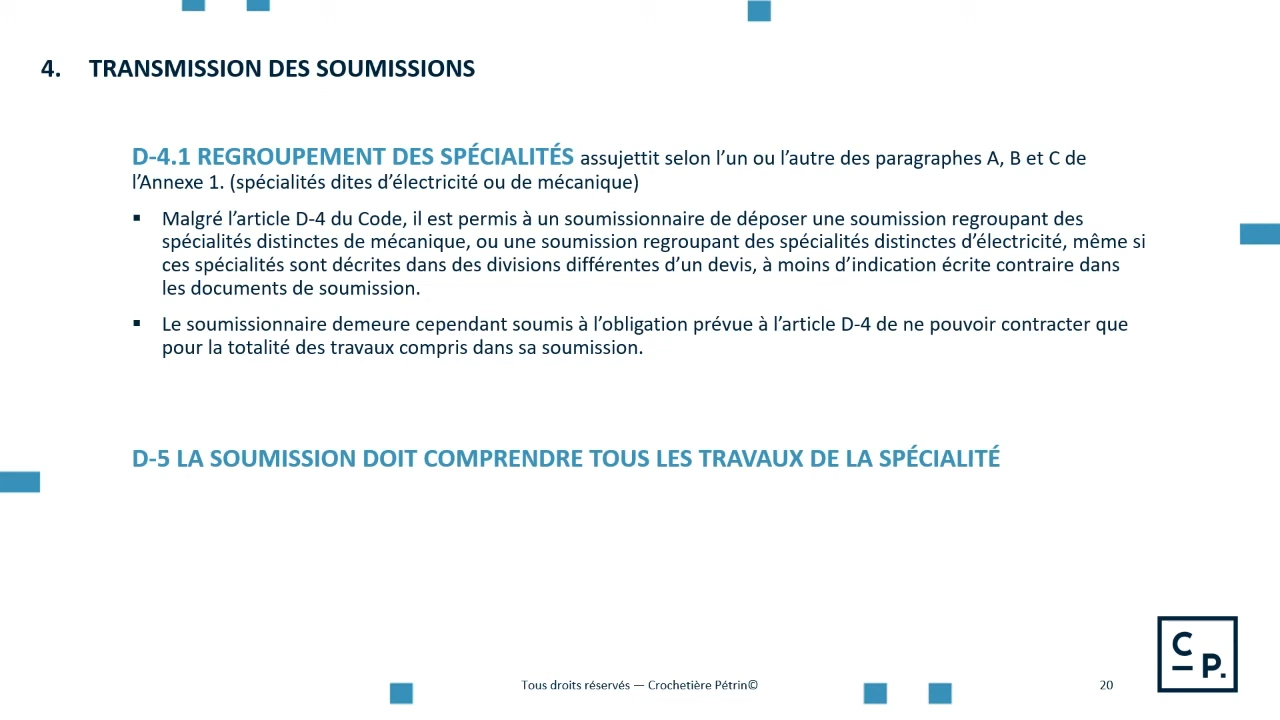 4. TRANSMISSION DES SOUMISSIONS
D-4.1 REGROUPEMENT DES SPÉCIALITÉS assujettit selon l’un ou l’autre des paragraphes A, B et C de
l’Annexe 1. (spécialités dites d’électricité ou de mécanique)
▪ Malgré l’article D-4 du Code, il est permis à un soumissionnaire de déposer une soumission regroupant des
spécialités distinctes de mécanique, ou une soumission regroupant des spécialités distinctes d’électricité, même si
ces spécialités sont décrites dans des divisions différentes d’un devis, à moins d’indication écrite contraire dans
les documents de soumission.
▪ Le soumissionnaire demeure cependant soumis à l’obligation prévue à l’article D-4 de ne pouvoir contracter que
pour la totalité des travaux compris dans sa soumission.
D-5 LA SOUMISSION DOIT COMPRENDRE TOUS LES TRAVAUX DE LA SPÉCIALITÉ
C
P.
Tous droits réservés — Crochetière Pétrin©
20